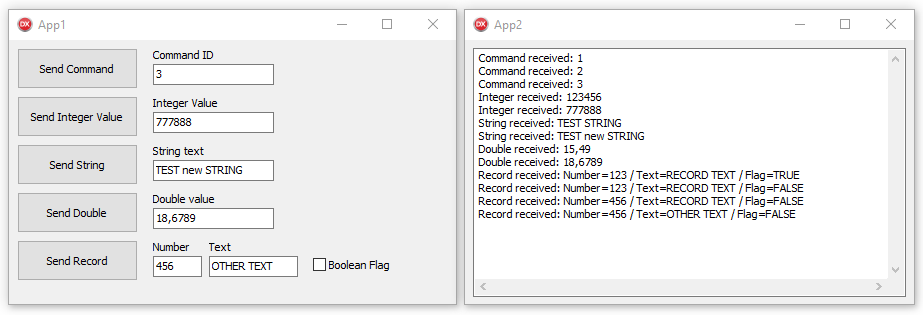 App1
Send Command
Command ID
3
Send Integer Value
Integer Value
777888
Send String
String text
TEST new STRING
Send Double
Double value
18,6789
Send Record
Number
Text
456
OTHER TEXT
Boolean Flag
App2
Command received: 1
Command received: 2
Command received: 3
Integer received: 123456
Integer received: 777888
String received: TEST STRING
String received: TEST new STRING
Double received: 15,49
Double received: 18,6789
Record received: Number=123 / Text=RECORD TEXT / Flag=TRUE
Record received: Number=123 / Text=RECORD TEXT / Flag=FALSE
Record received: Number=456 / Text=RECORD TEXT / Flag=FALSE
Record received: Number=456 / Text=OTHER TEXT / Flag=FALSE